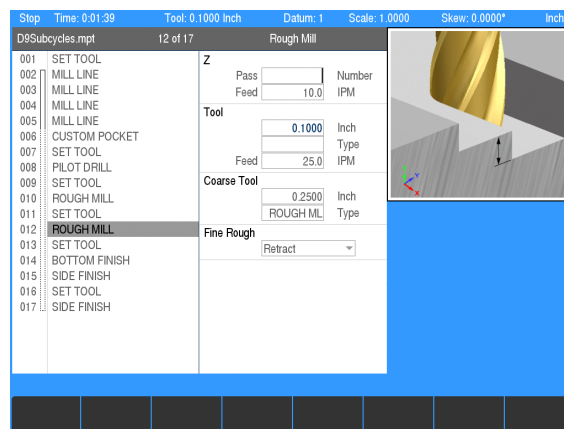 Stop Time: 0:01:39 Tool: 0.1000 Inch Datum: 1 Scale: 1.0000 Skew: 0.0000° Inch
D9Subcycles.mpt 12 of 17 Rough Mill
001 SET TOOL
002 MILL LINE
003 MILL LINE
004 MILL LINE
005 MILL LINE
006 CUSTOM POCKET
007 SET TOOL
008 PILOT DRILL
009 SET TOOL
010 ROUGH MILL
011 SET TOOL
012 ROUGH MILL
013 SET TOOL
014 BOTTOM FINISH
015 SIDE FINISH
016 SET TOOL
017 SIDE FINISH
Z
Pass Number
Feed 10.0 IPM
Tool
0.1000 Inch
Type
Feed 25.0 IPM
Coarse Tool
0.2500 Inch
ROUGH ML Type
Fine Rough
Retract
Z
Y
X